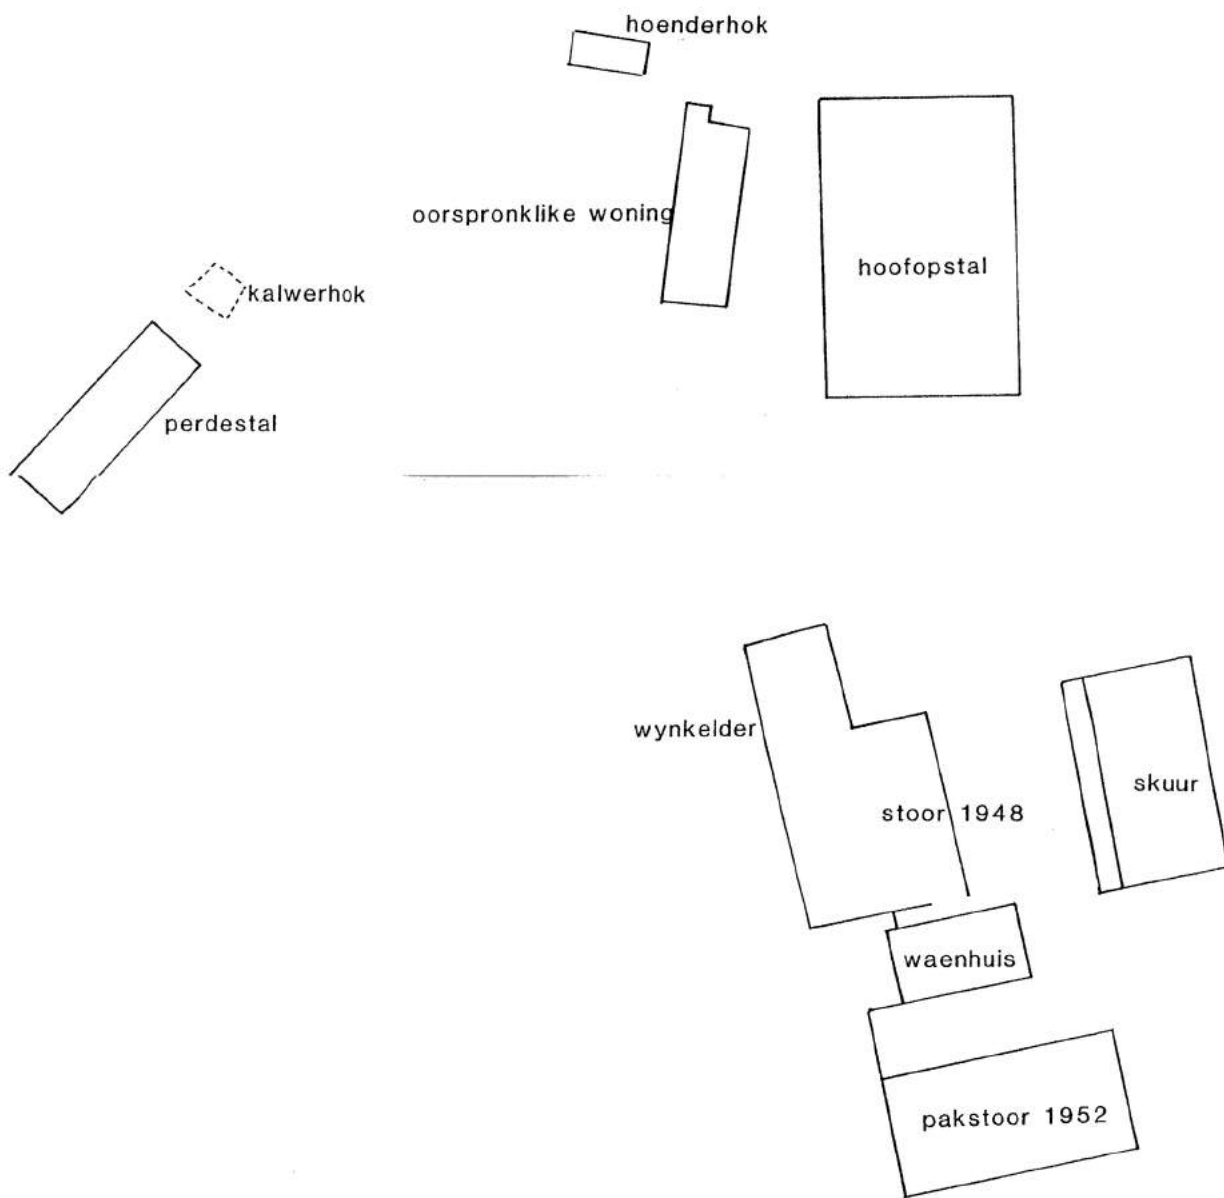 hoenderhok
oorspronklike woning
hoofopstal
kalwerhok
perdestal
wynkelder
stoor 1948
skuur
waenhuis
pakstoor 1952